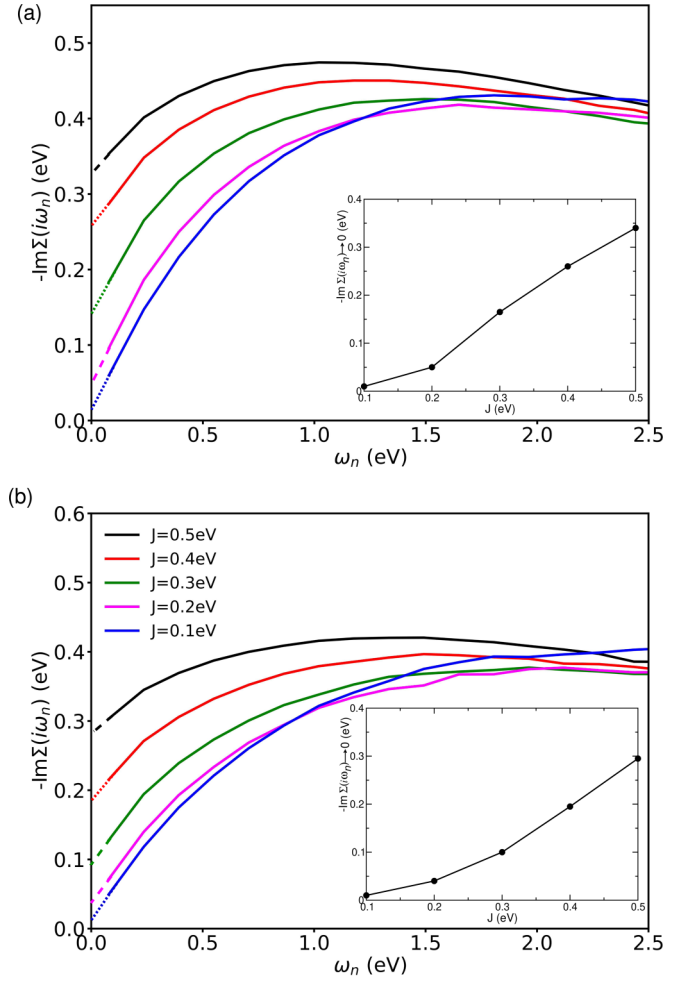 (a)
0.5
0.4
0.3
0.2
0.1
0.0
-ImΣ(iωn) (eV)
0.0 0.5 1.0 1.5 2.0 2.5
ωn (eV)
0.4
0.3
0.2
0.1
0
-Im Σ(iωn)→0 (eV)
0.1 0.2 0.3 0.4 0.5
J (eV)
(b)
0.6
0.5
0.4
0.3
0.2
0.1
0.0
-ImΣ(iωn) (eV)
J=0.5eV
J=0.4eV
J=0.3eV
J=0.2eV
J=0.1eV
0.0 0.5 1.0 1.5 2.0 2.5
ωn (eV)
0.4
0.3
0.2
0.1
0
-Im Σ(iωn)→0 (eV)
0.1 0.2 0.3 0.4 0.5
J (eV)